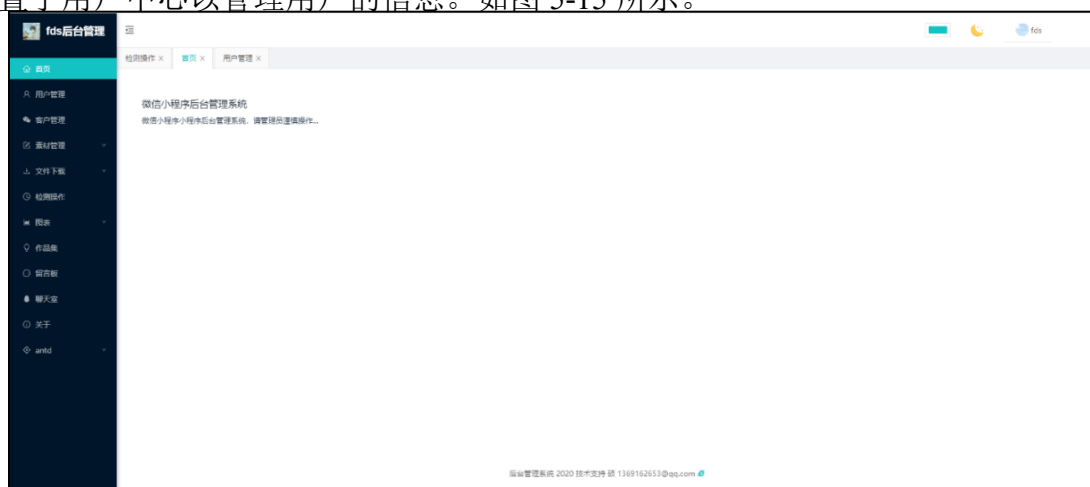 置于用户中心以管理用户的信息。如图 5-15 所示。
fds后台管理
检测操作 × 首页 × 用户管理 ×
fds
首页
用户管理
客户管理
素材管理
文件下载
检测操作
图表
作品集
留言板
聊天室
关于
antd
微信小程序后台管理系统
微信小程序小程序后台管理系统，请管理员谨慎操作...
后台管理系统 2020 技术支持 硕 1369162653@qq.com